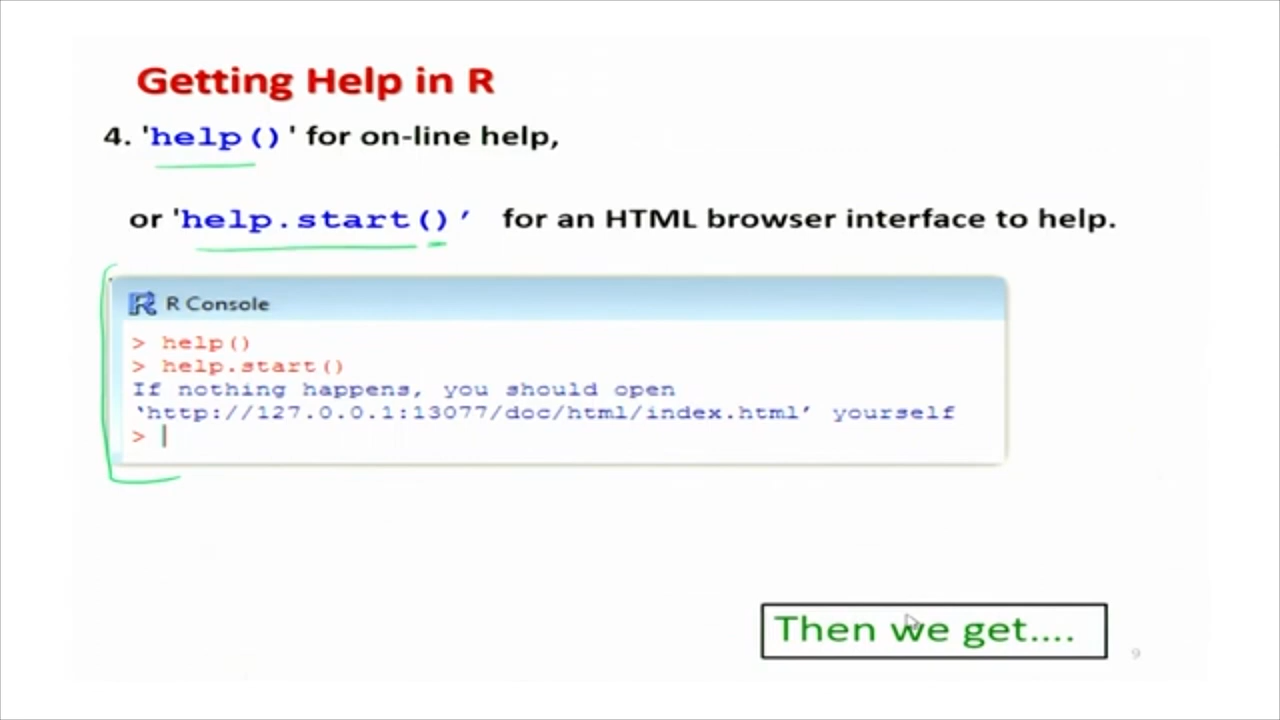 Getting Help in R
4. 'help()' for on-line help,
or 'help.start()’ for an HTML browser interface to help.
R Console
> help()
> help.start()
If nothing happens, you should open
‘http://127.0.0.1:13077/doc/html/index.html’ yourself
>
Then we get....
9